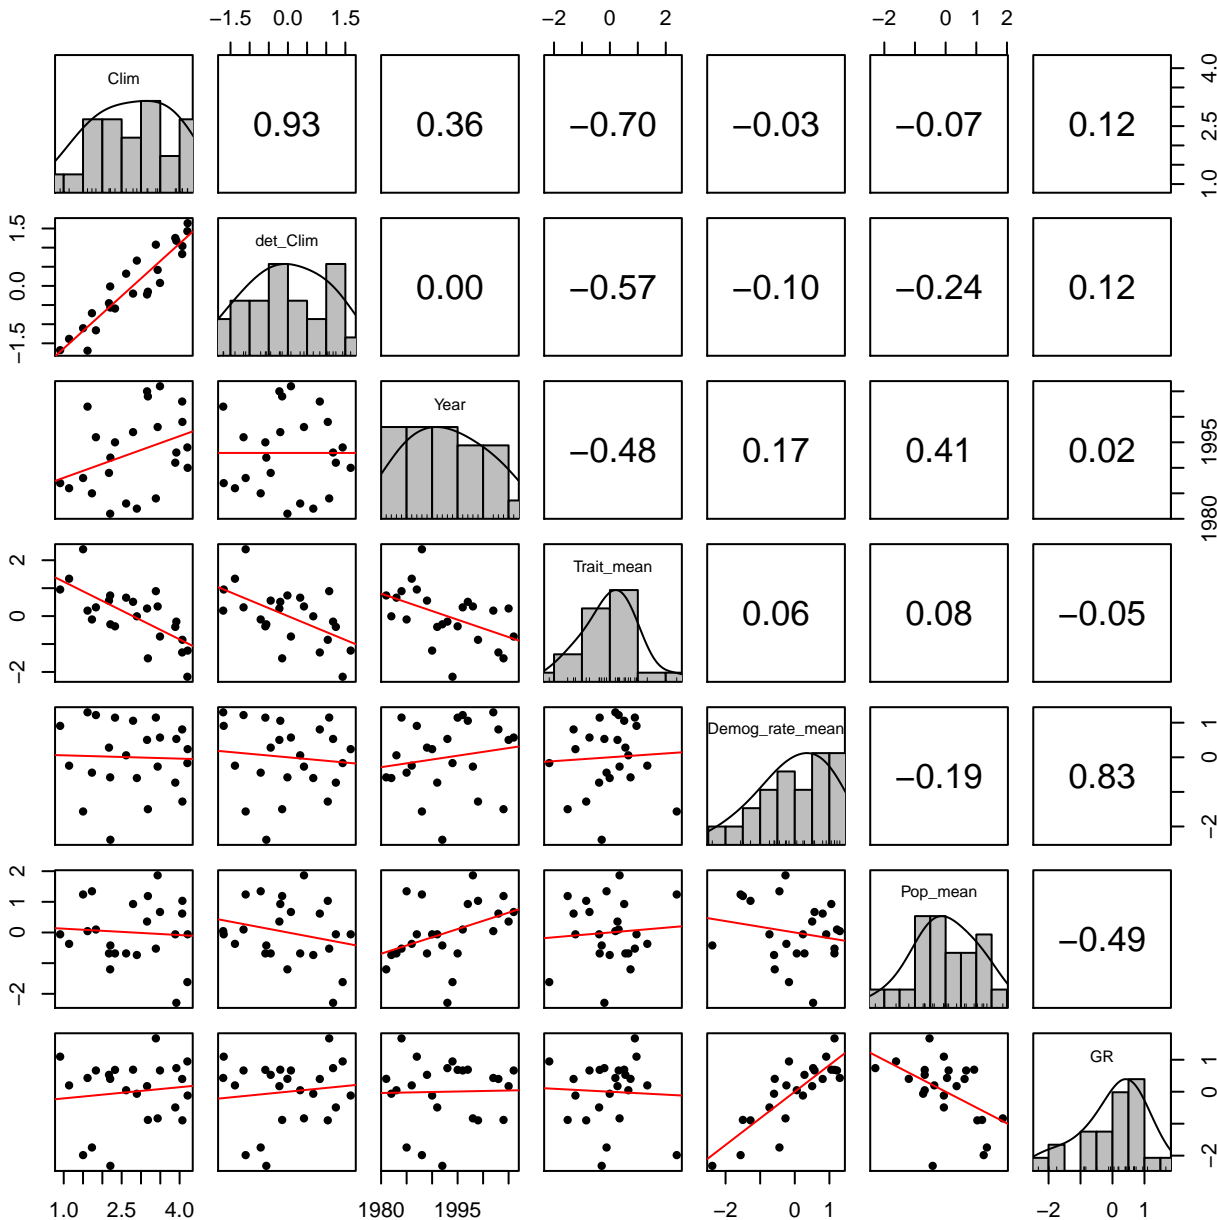 −1.5 0.0 1.5 −2 0 2 −2 0 2
Clim 0.93 0.36 −0.70 −0.03 −0.07 0.12 1.0 2.5 4.0
−1.5 0.0 1.5 det_Clim 0.00 −0.57 −0.10 −0.24 0.12
Year −0.48 0.17 0.41 0.02 1980 1995
−2 0 2 Trait_mean 0.06 0.08 −0.05
Demog_rate_mean −0.19 0.83 −2 0 1
−2 0 1 2 Pop_mean −0.49
GR −2 0 1
1.0 2.5 4.0 1980 1995 −2 0 1 −2 0 1